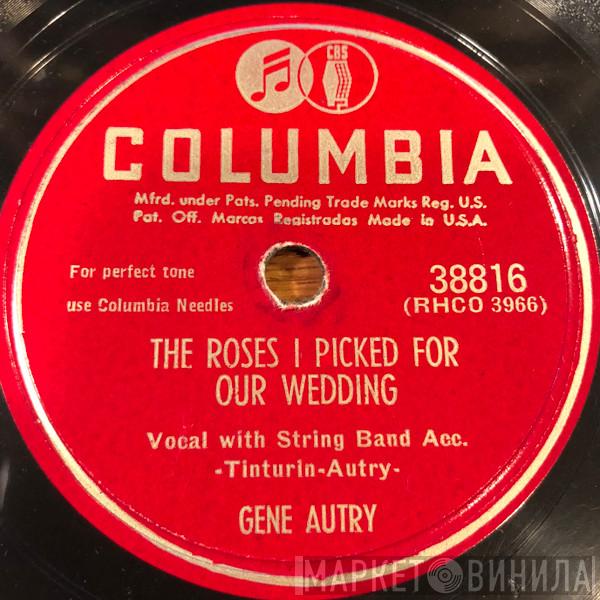 CBS
COLUMBIA
Mfrd. under Pats. Pending Trade Marks Reg. U.S.
Pat. Off. Marcas Registradas Made in U.S.A.
For perfect tone
use Columbia Needles
38816
(RHCO 3966)
THE ROSES I PICKED FOR
OUR WEDDING
Vocal with String Band Acc.
-Tinturin-Autry-
GENE AUTRY
МАРКЕТ ВИНИЛА